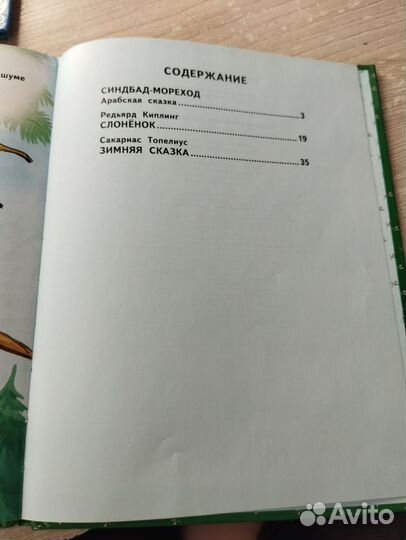 шуме
СОДЕРЖАНИЕ
СИНДБАД-МОРЕХОД
Арабская сказка 3
Редьярд Киплинг
СЛОНЁНОК 19
Сакариас Топелиус
ЗИМНЯЯ СКАЗКА 35
Avito